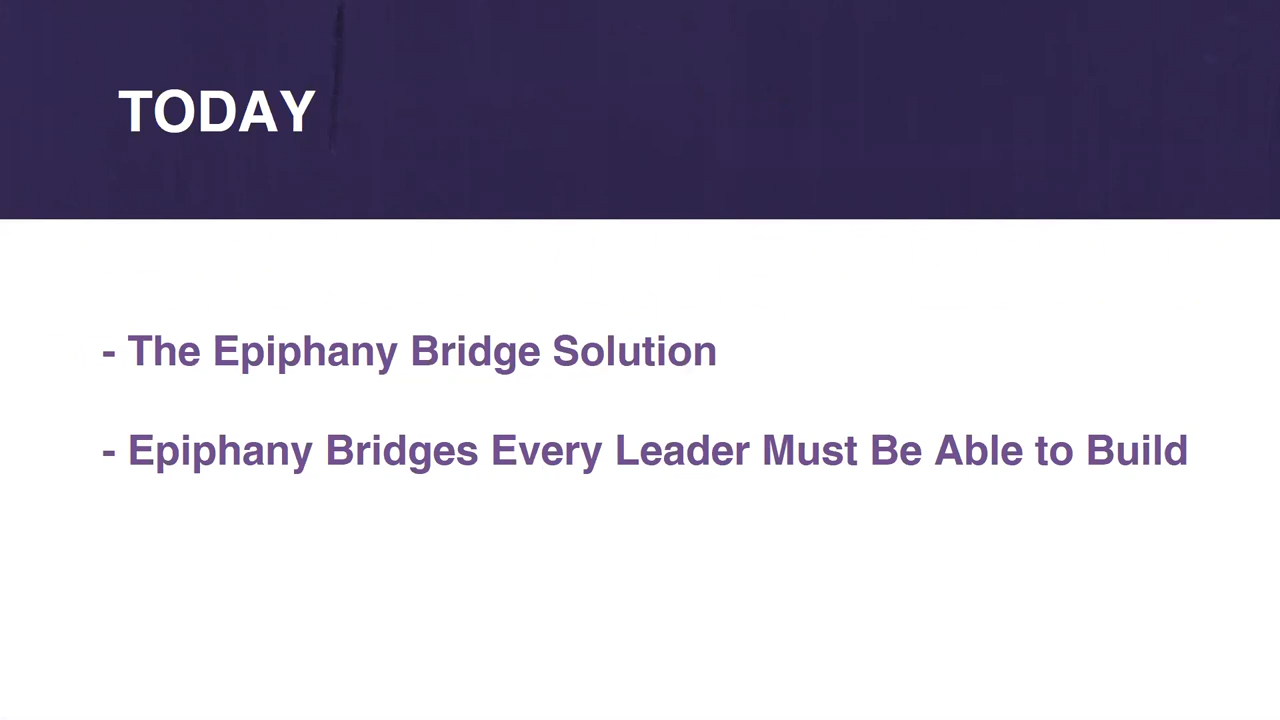 TODAY
- The Epiphany Bridge Solution
- Epiphany Bridges Every Leader Must Be Able to Build